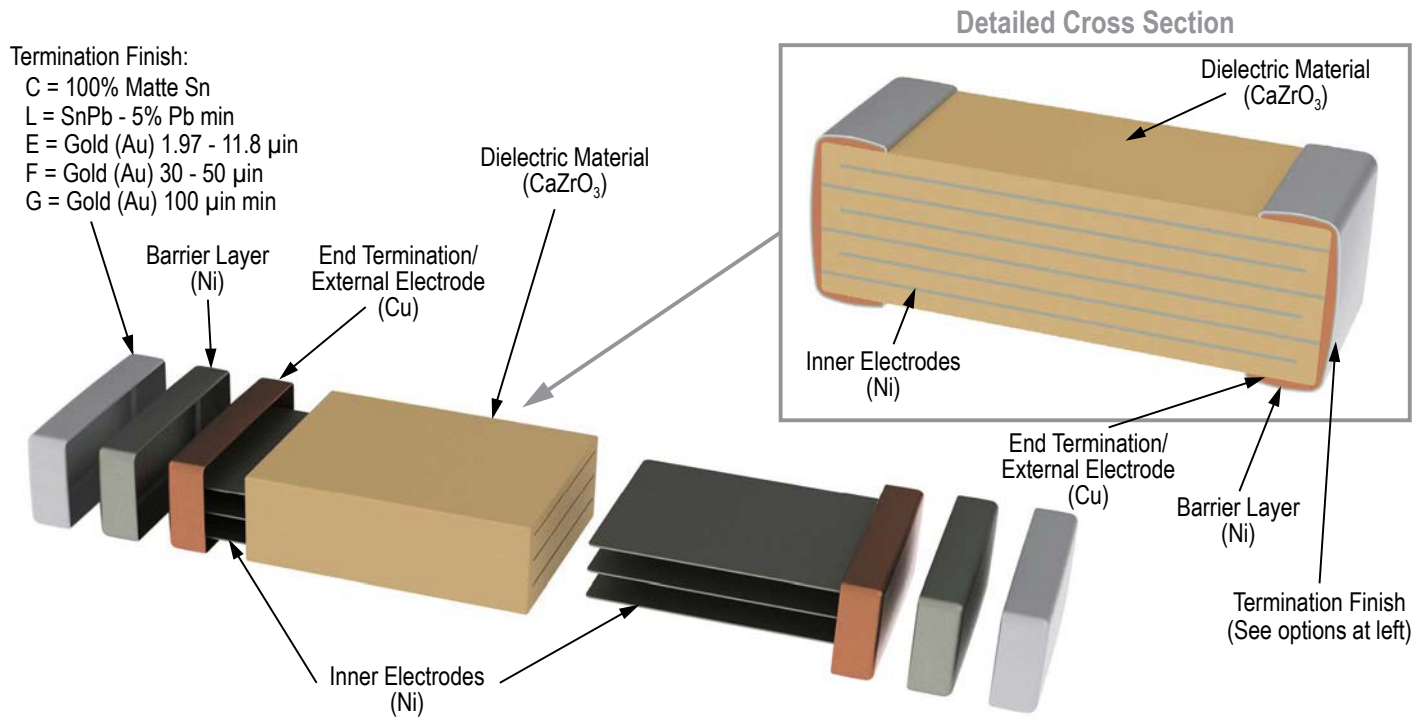 Detailed Cross Section
Termination Finish:
C = 100% Matte Sn
L = SnPb - 5% Pb min
E = Gold (Au) 1.97 - 11.8 µin
F = Gold (Au) 30 - 50 µin
G = Gold (Au) 100 µin min
Barrier Layer
(Ni)
End Termination/
External Electrode
(Cu)
Dielectric Material
(CaZrO₃)
Inner Electrodes
(Ni)
Dielectric Material
(CaZrO₃)
Inner Electrodes
(Ni)
End Termination/
External Electrode
(Cu)
Barrier Layer
(Ni)
Termination Finish
(See options at left)